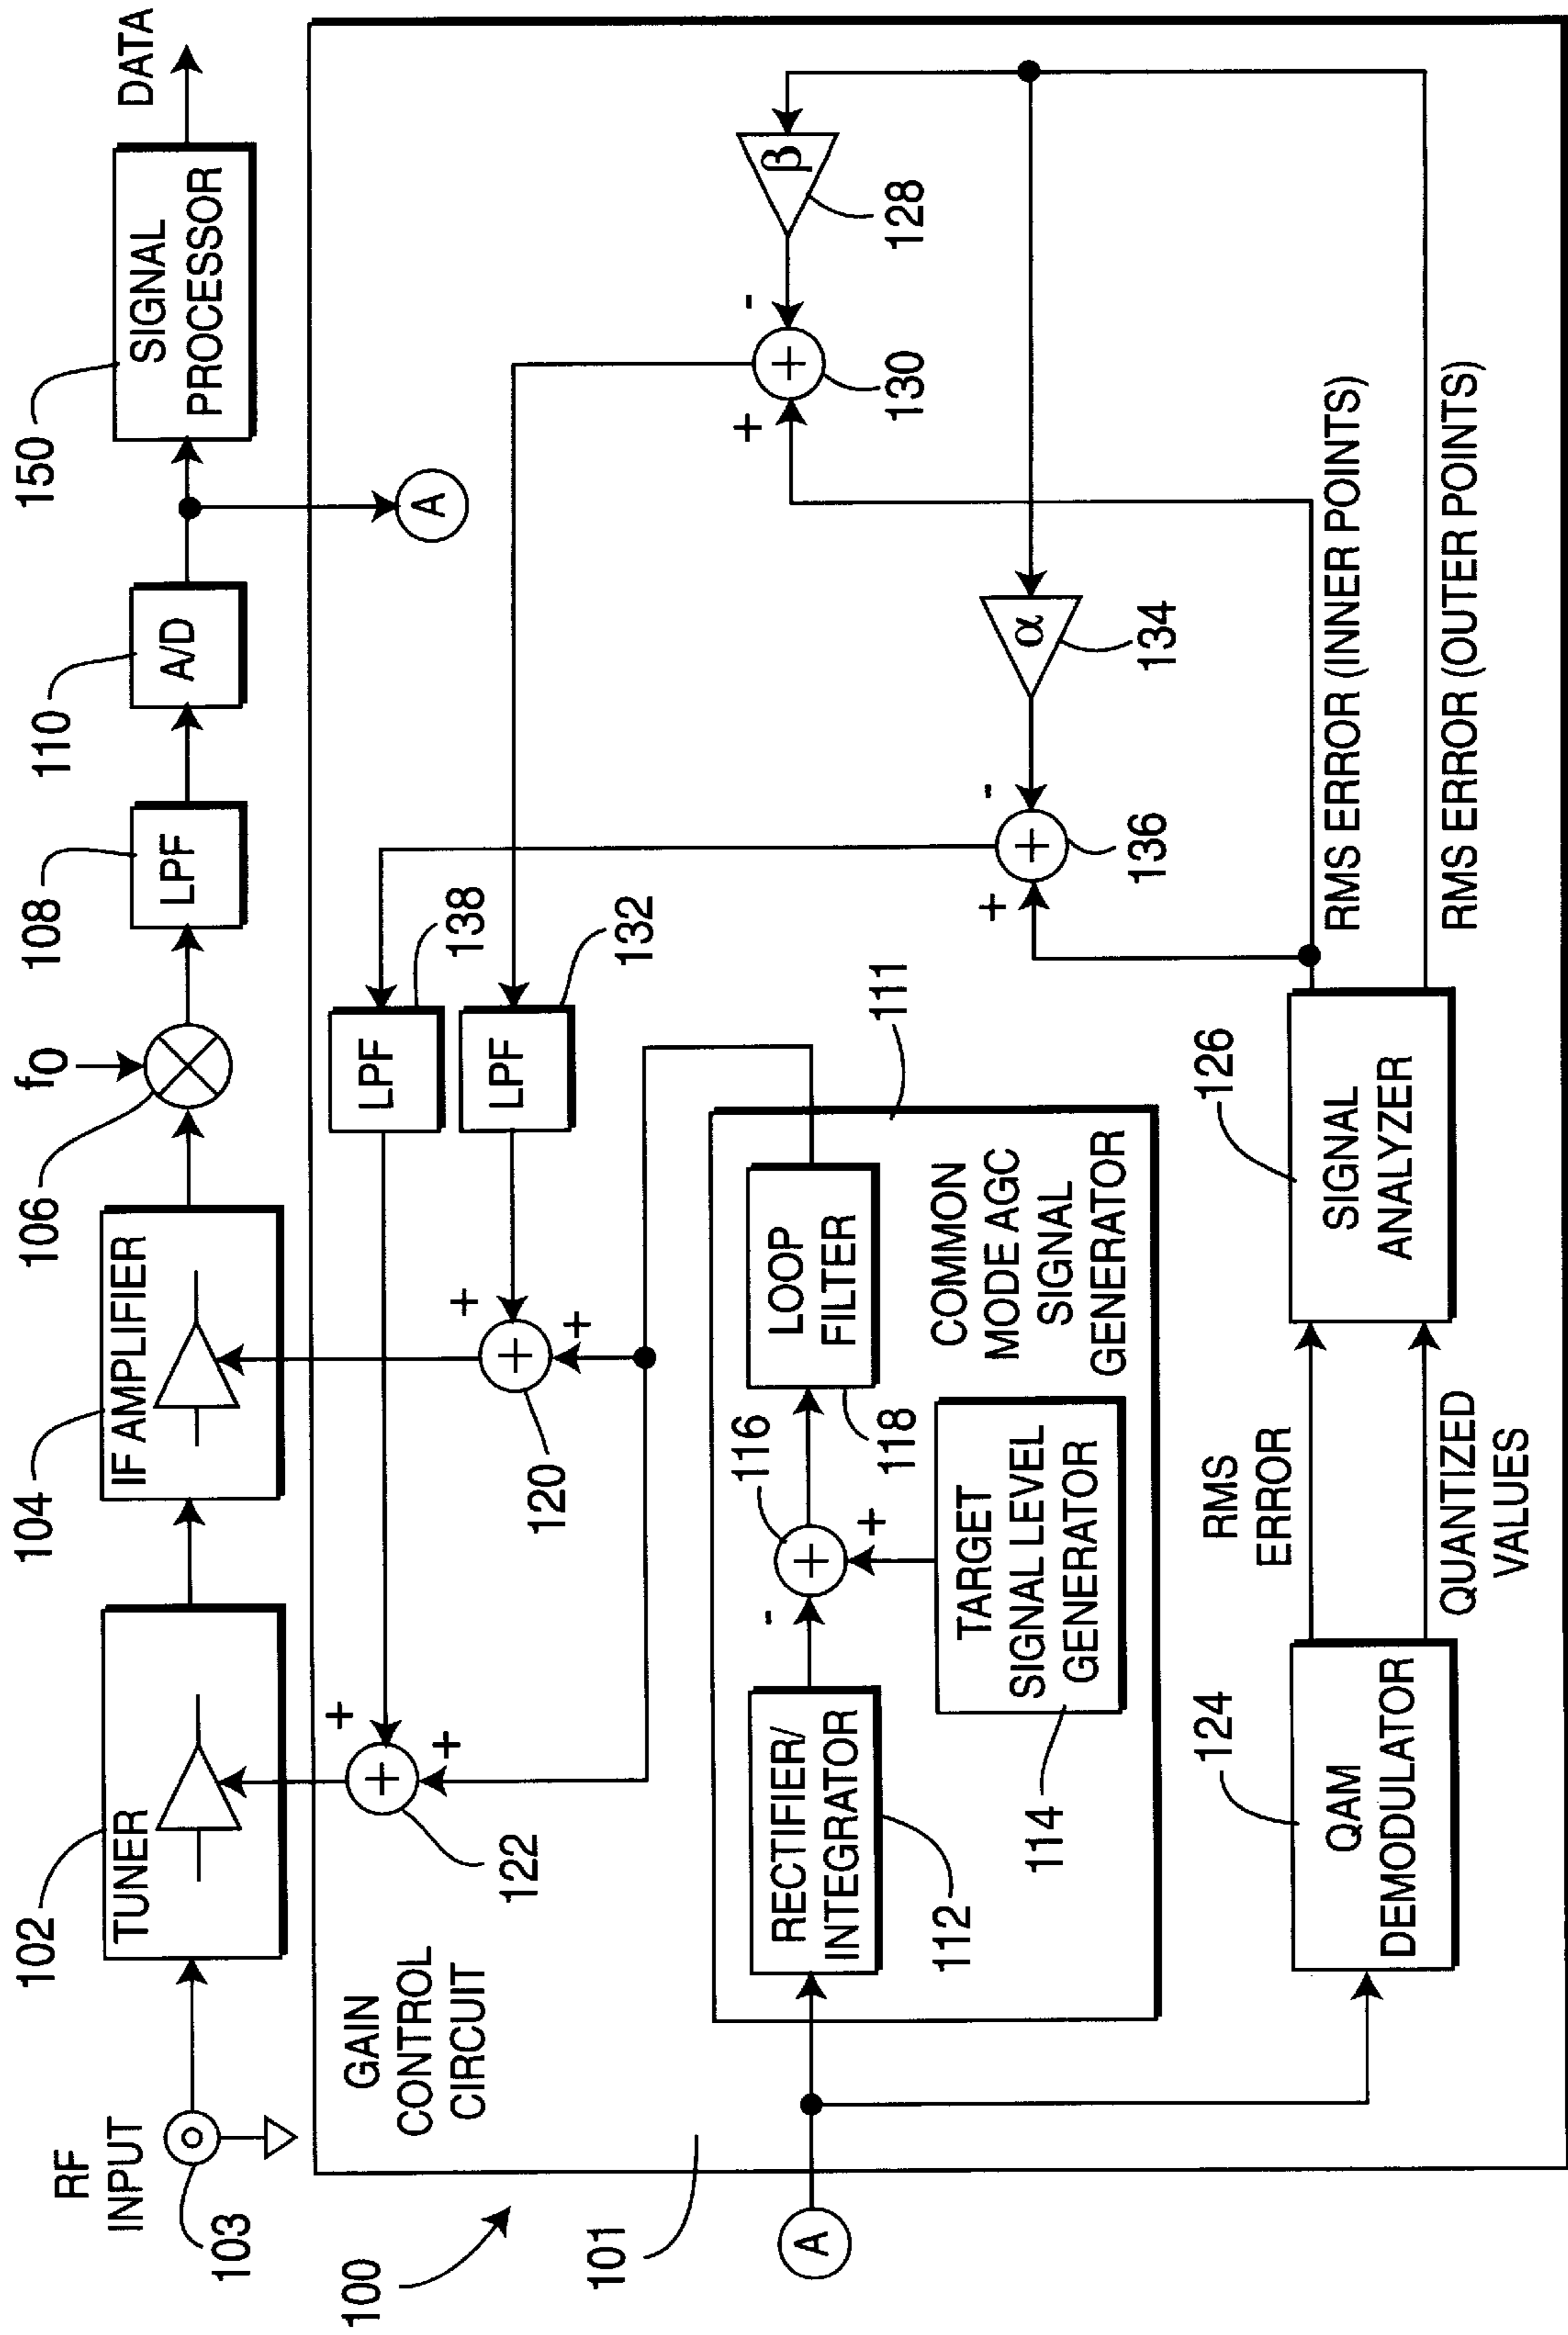 RF
INPUT
103
102
TUNER
104
IF AMPLIFIER
106
fo
108
LPF
110
A/D
150
SIGNAL
PROCESSOR
DATA
A
100
101
GAIN
CONTROL
CIRCUIT
122
+
+
+
120
+
+
+
LPF
138
LPF
132
111
A
RECTIFIER/
INTEGRATOR
112
-
+
116
+
TARGET
SIGNAL LEVEL
GENERATOR
114
LOOP
FILTER
118
COMMON
MODE AGC
SIGNAL
GENERATOR
+
-
+
130
β
128
+
-
+
136
α
134
124
QAM
DEMODULATOR
RMS
ERROR
QUANTIZED
VALUES
126
SIGNAL
ANALYZER
RMS ERROR (INNER POINTS)
RMS ERROR (OUTER POINTS)